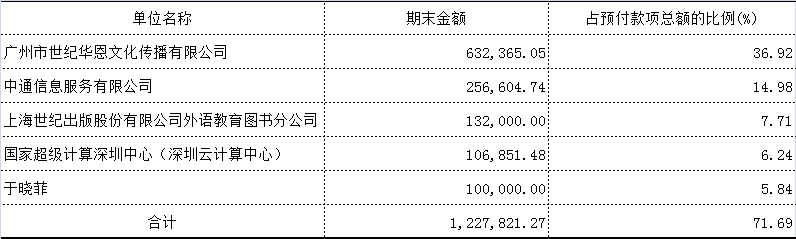 单位名称 期末金额 占预付款项总额的比例(%)
广州市世纪华恩文化传播有限公司 632,365.05 36.92
中通信息服务有限公司 256,604.74 14.98
上海世纪出版股份有限公司外语教育图书分公司 132,000.00 7.71
国家超级计算深圳中心（深圳云计算中心） 106,851.48 6.24
于晓菲 100,000.00 5.84
合计 1,227,821.27 71.69